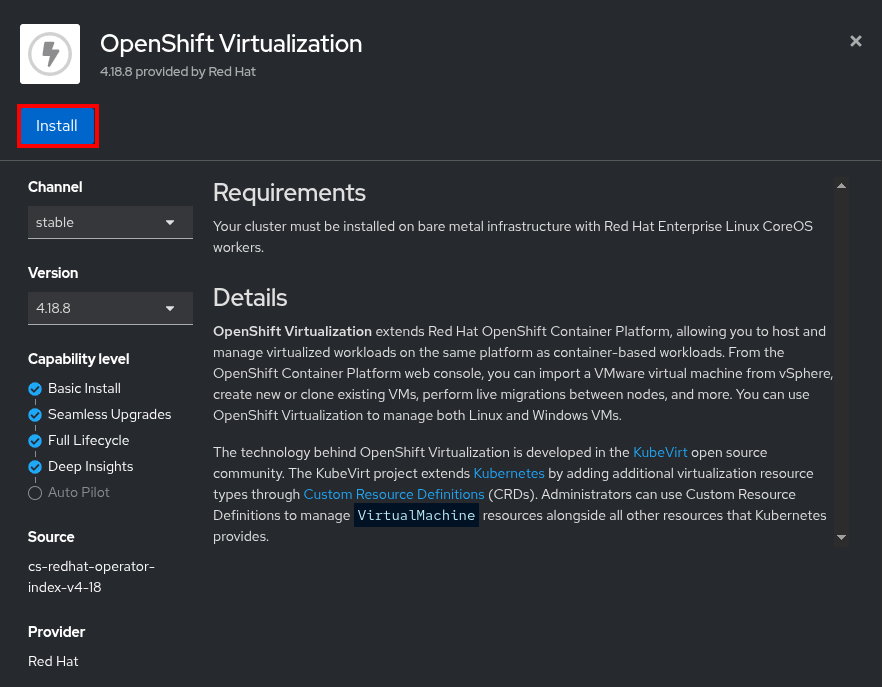 OpenShift Virtualization
4.18.8 provided by Red Hat
Install
Channel
stable
Version
4.18.8
Capability level
Basic Install
Seamless Upgrades
Full Lifecycle
Deep Insights
Auto Pilot
Source
cs-redhat-operator-
index-v4-18
Provider
Red Hat
Requirements
Your cluster must be installed on bare metal infrastructure with Red Hat Enterprise Linux CoreOS
workers.
Details
OpenShift Virtualization extends Red Hat OpenShift Container Platform, allowing you to host and
manage virtualized workloads on the same platform as container-based workloads. From the
OpenShift Container Platform web console, you can import a VMware virtual machine from vSphere,
create new or clone existing VMs, perform live migrations between nodes, and more. You can use
OpenShift Virtualization to manage both Linux and Windows VMs.
The technology behind OpenShift Virtualization is developed in the KubeVirt open source
community. The KubeVirt project extends Kubernetes by adding additional virtualization resource
types through Custom Resource Definitions (CRDs). Administrators can use Custom Resource
Definitions to manage VirtualMachine resources alongside all other resources that Kubernetes
provides.